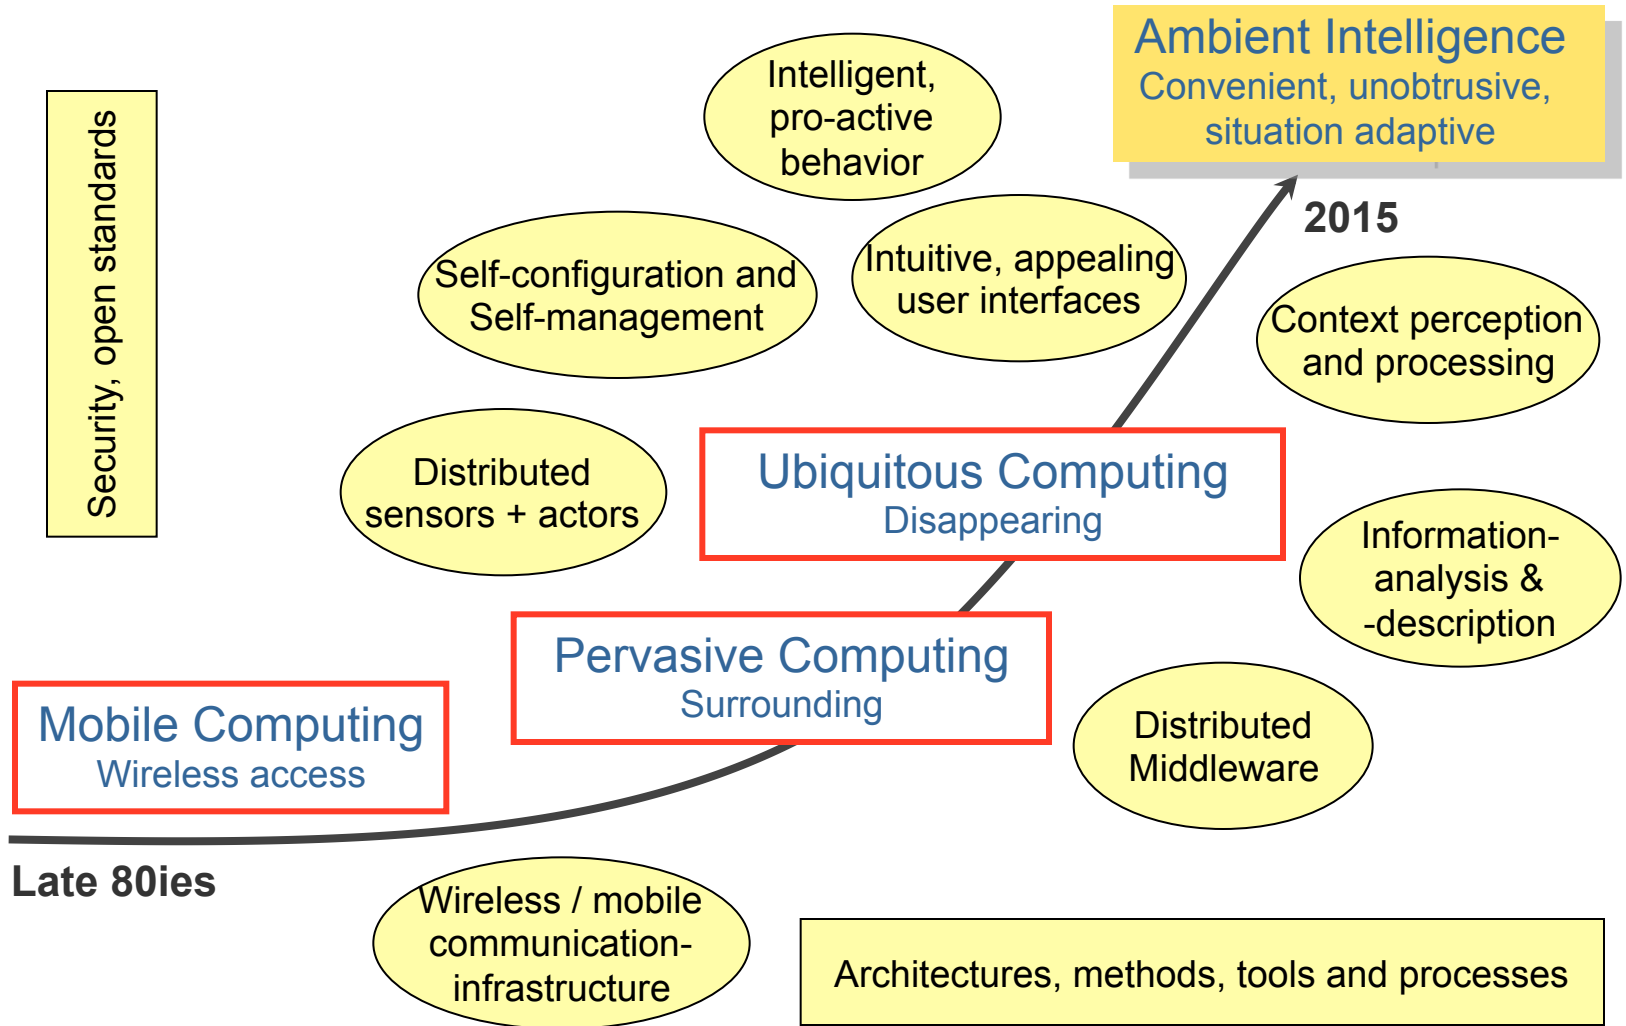 Ambient Intelligence
Convenient, unobtrusive,
situation adaptive
Intelligent,
pro-active
behavior
Security, open standards
2015
Self-configuration and
Self-management
Intuitive, appealing
user interfaces
Context perception
and processing
Distributed
sensors + actors
Ubiquitous Computing
Disappearing
Information-
analysis &
-description
Pervasive Computing
Surrounding
Mobile Computing
Wireless access
Distributed
Middleware
Late 80ies
Wireless / mobile
communication-
infrastructure
Architectures, methods, tools and processes